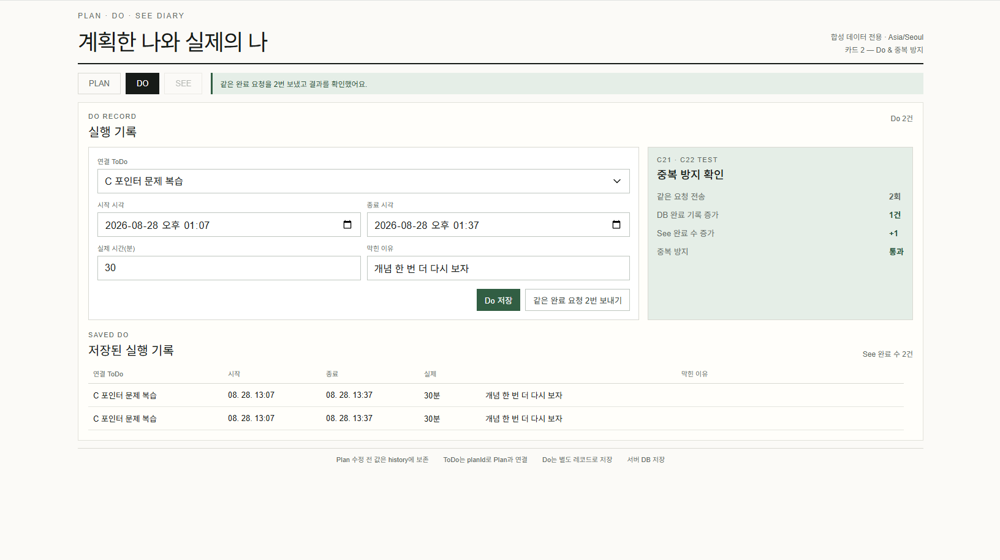 PLAN · DO · SEE DIARY
계획한 나와 실제의 나
합성 데이터 전용 · Asia/Seoul
카드 2 — Do & 중복 방지
PLAN
DO
SEE
같은 완료 요청을 2번 보냈고 결과를 확인했어요.
DO RECORD
실행 기록
Do 2건
연결 ToDo
C 포인터 문제 복습
시작 시각
종료 시각
2026-08-28 오후 01:07
2026-08-28 오후 01:37
실제 시간(분)
막힌 이유
30
개념 한 번 더 다시 보자
Do 저장
같은 완료 요청 2번 보내기
C21 · C22 TEST
중복 방지 확인
같은 요청 전송 2회
DB 완료 기록 증가 1건
See 완료 수 증가 +1
중복 방지 통과
SAVED DO
저장된 실행 기록
See 완료 수 2건
연결 ToDo 시작 종료 실제 막힌 이유
C 포인터 문제 복습 08. 28. 13:07 08. 28. 13:37 30분 개념 한 번 더 다시 보자
C 포인터 문제 복습 08. 28. 13:07 08. 28. 13:37 30분 개념 한 번 더 다시 보자
Plan 수정 전 값은 history에 보존 ToDo는 planId로 Plan과 연결 Do는 별도 레코드로 저장 서버 DB 저장